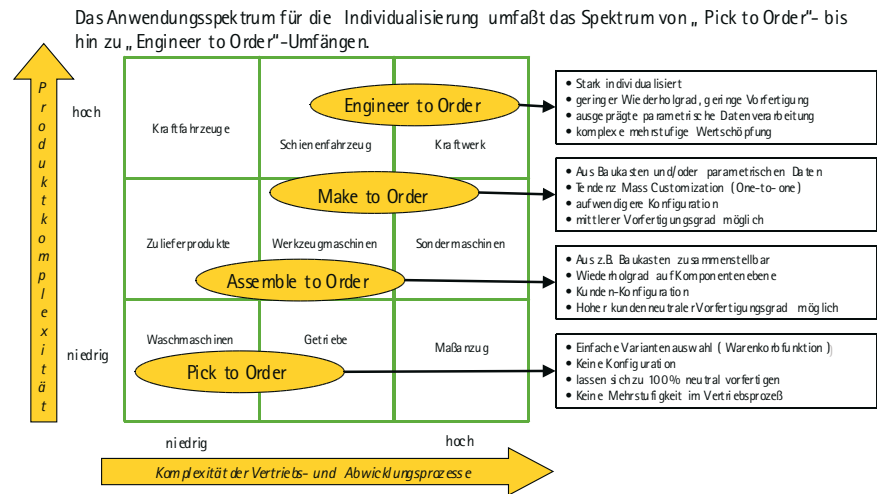 Das Anwendungsspektrum für die Individualisierung umfaßt das Spektrum von „Pick to Order“- bis
hin zu „Engineer to Order“-Umfängen.
Produktkomplexität
hoch
niedrig
Kraftfahrzeuge
Schienenfahrzeug
Kraftwerk
Engineer to Order
• Stark individualisiert
• geringer Wiederholgrad, geringe Vorfertigung
• ausgeprägte parametrische Datenverarbeitung
• komplexe mehrstufige Wertschöpfung
Make to Order
• Aus Baukasten und/oder parametrischen Daten
• Tendenz Mass Customization (One-to-one)
• aufwendigere Konfiguration
• mittlerer Vorfertigungsgrad möglich
Zulieferprodukte
Werkzeugmaschinen
Sondermaschinen
Assemble to Order
• Aus z.B. Baukasten zusammenstellbar
• Wiederholgrad auf Komponentenebene
• Kunden-Konfiguration
• Hoher kundenneutraler Vorfertigungsgrad möglich
Waschmaschinen
Getriebe
Maßanzug
Pick to Order
• Einfache Variantenauswahl (Warenkorbfunktion)
• Keine Konfiguration
• lassen sich zu 100% neutral vorfertigen
• Keine Mehrstufigkeit im Vertriebsprozeß
niedrig
hoch
Komplexität der Vertriebs- und Abwicklungsprozesse